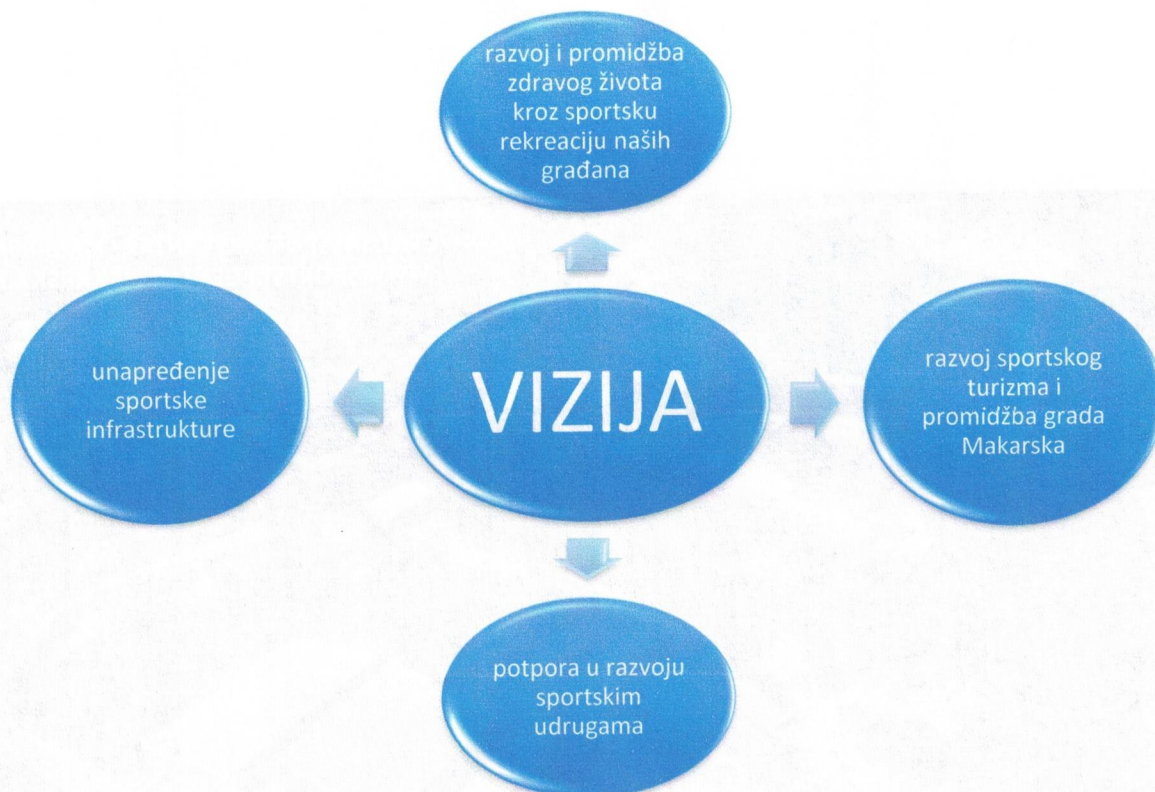 razvoj i promidžba
zdravog života
kroz sportsku
rekreaciju naših
građana
unapređenje
sportske
infrastrukture
VIZIJA
razvoj sportskog
turizma i
promidžba grada
Makarska
potpora u razvoju
sportskim
udrugama